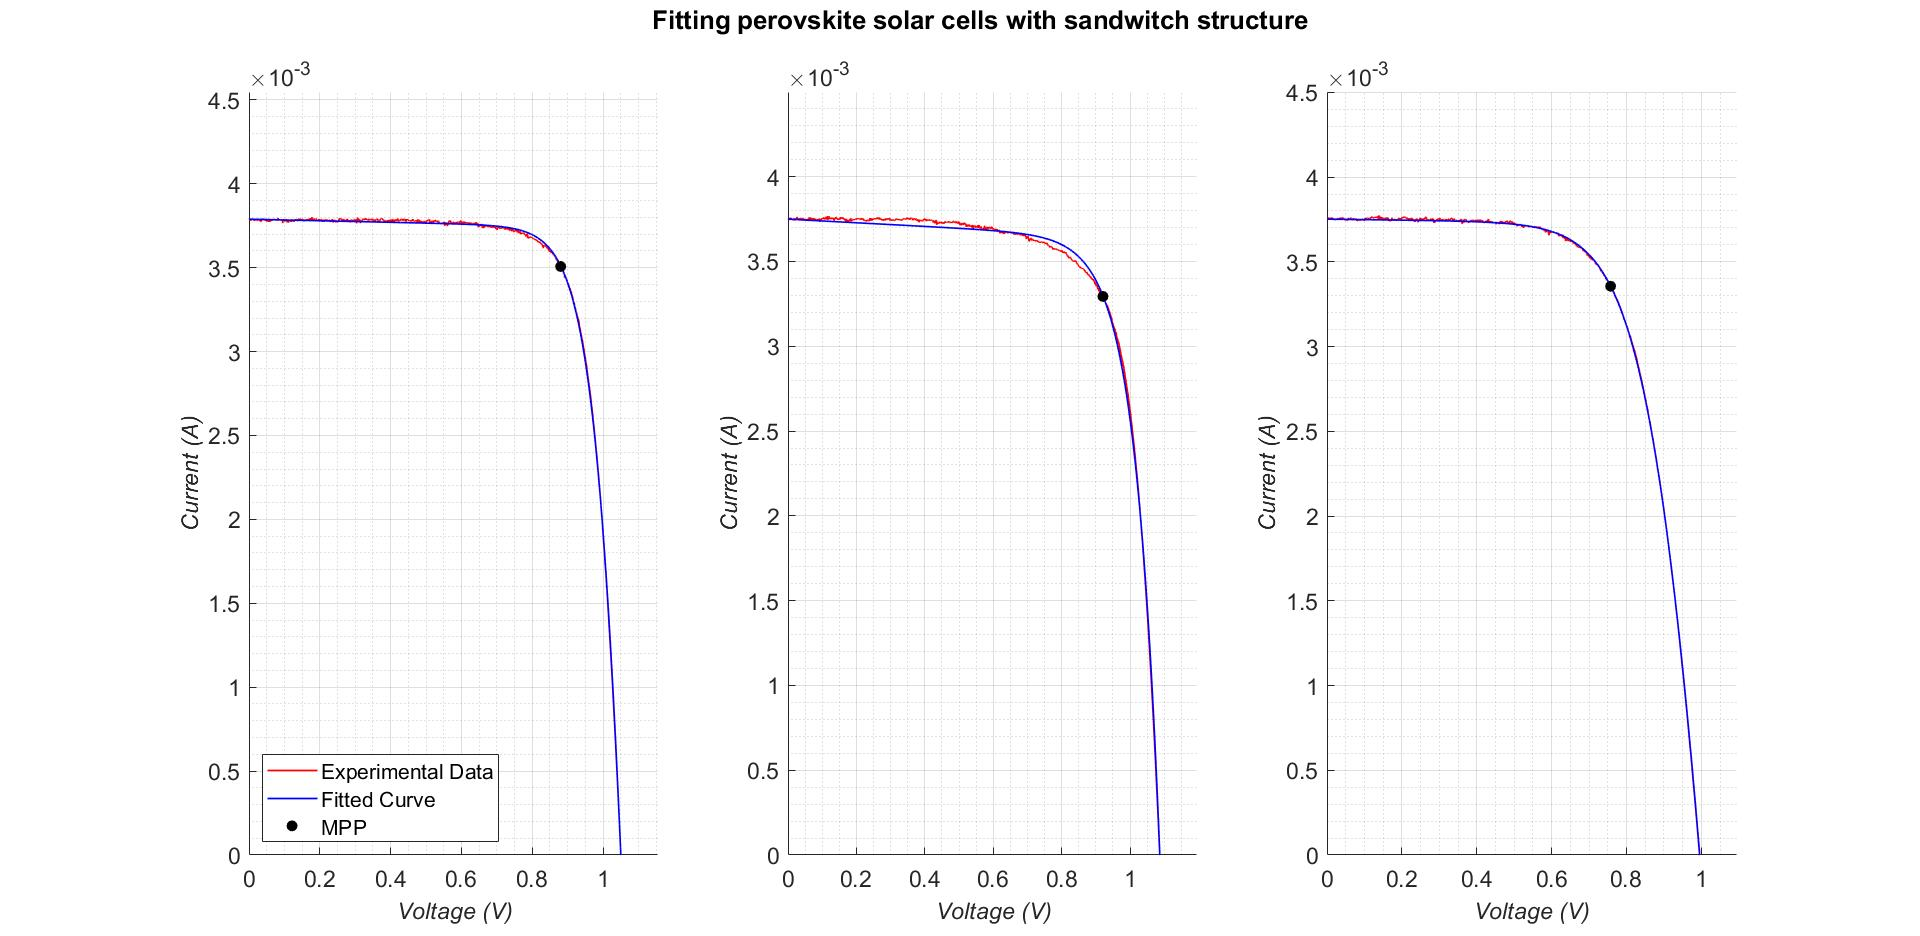 Fitting perovskite solar cells with sandwitch structure
×10-3
4.5
4
3.5
3
2.5
2
1.5
1
0.5
0
Current (A)
0 0.2 0.4 0.6 0.8 1
Voltage (V)
Experimental Data
Fitted Curve
MPP
×10-3
4
3.5
3
2.5
2
1.5
1
0.5
0
Current (A)
0 0.2 0.4 0.6 0.8 1
Voltage (V)
×10-3
4.5
4
3.5
3
2.5
2
1.5
1
0.5
0
Current (A)
0 0.2 0.4 0.6 0.8 1
Voltage (V)